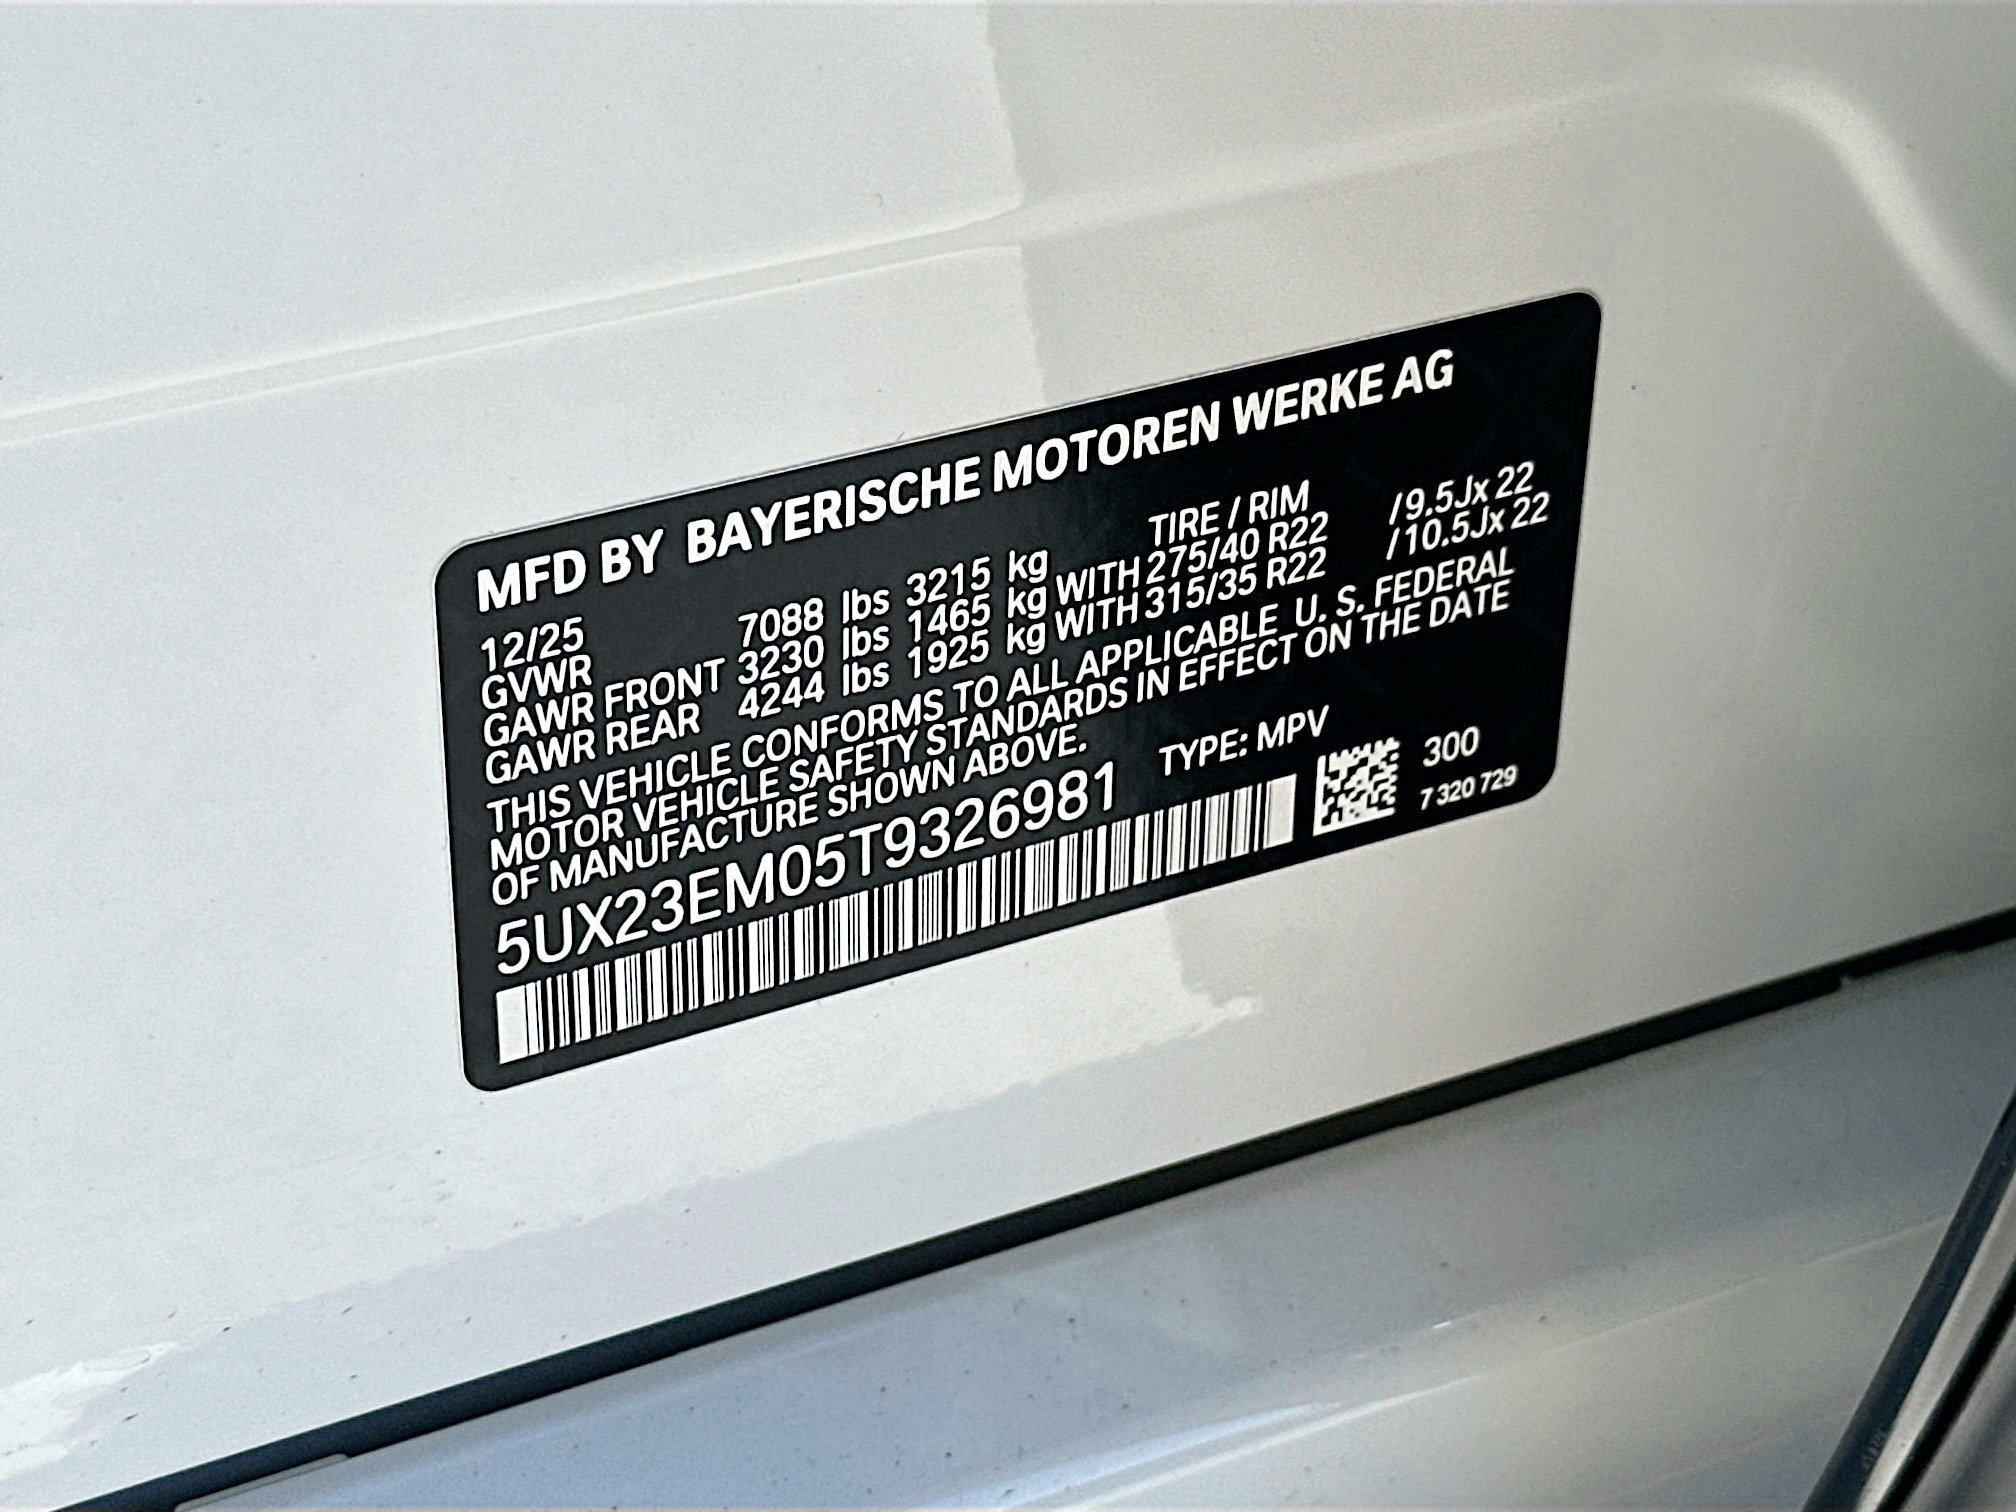 MFD BY BAYERISCHE MOTOREN WERKE AG
12/25 TIRE / RIM
GVWR 7088 lbs 3215 kg
GAWR FRONT 3230 lbs 1465 kg WITH 275/40 R22 /9.5Jx 22
GAWR REAR 4244 lbs 1925 kg WITH 315/35 R22 /10.5Jx 22
THIS VEHICLE CONFORMS TO ALL APPLICABLE U. S. FEDERAL
MOTOR VEHICLE SAFETY STANDARDS IN EFFECT ON THE DATE
OF MANUFACTURE SHOWN ABOVE.
5UX23EM05T9326981 TYPE: MPV
300
7 320 729